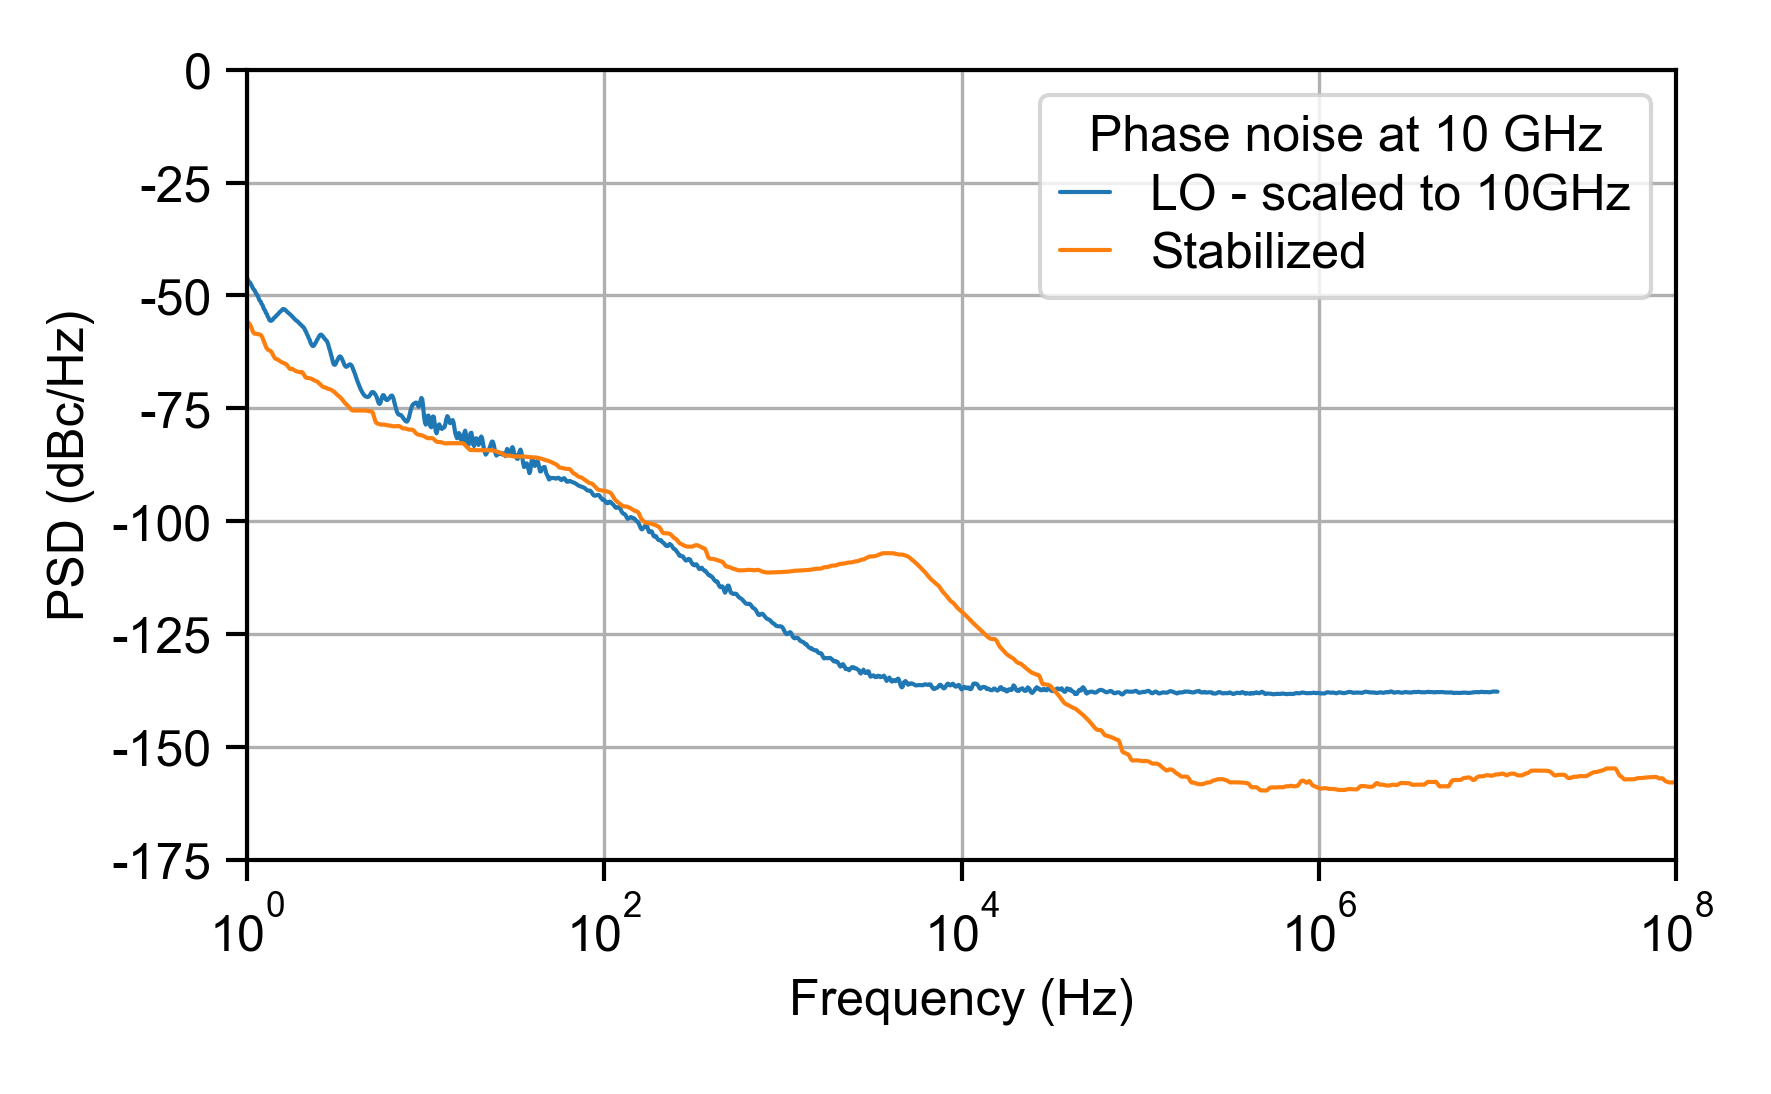 0
-25
-50
-75
-100
-125
-150
-175
PSD (dBc/Hz)
Phase noise at 10 GHz
LO - scaled to 10GHz
Stabilized
10^0 10^2 10^4 10^6 10^8
Frequency (Hz)